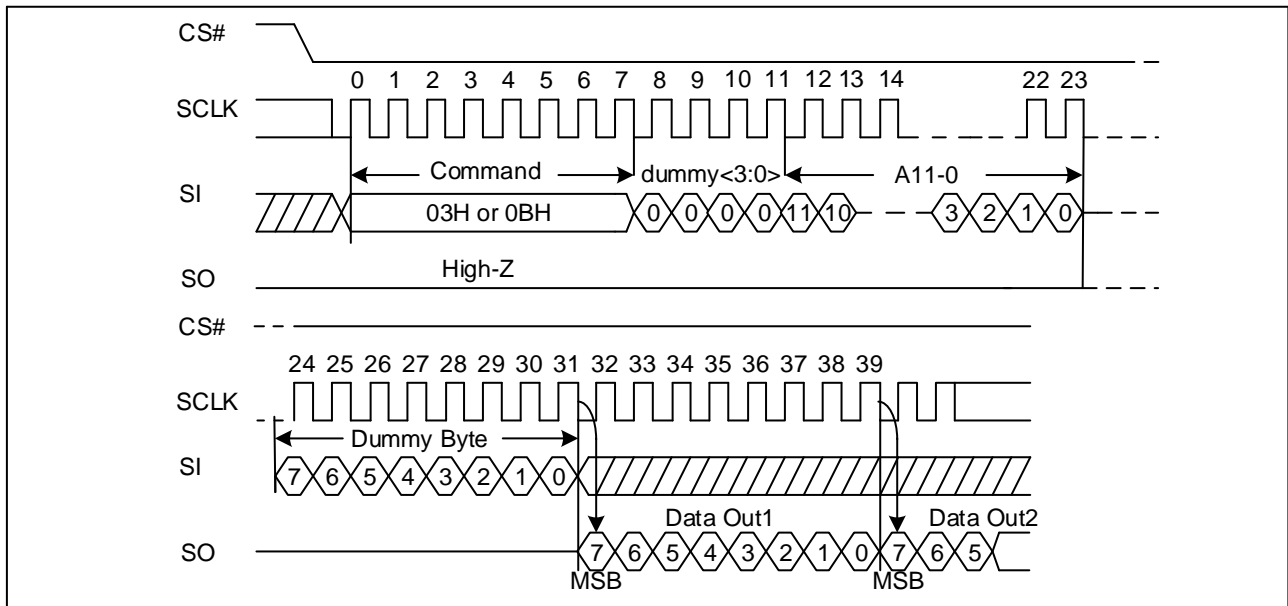 CS#
0 1 2 3 4 5 6 7 8 9 10 11 12 13 14 22 23
SCLK
Command dummy<3:0> A11-0
SI
03H or 0BH 0 0 0 0 11 10 3 2 1 0
High-Z
SO
CS#
24 25 26 27 28 29 30 31 32 33 34 35 36 37 38 39
SCLK
Dummy Byte
SI
7 6 5 4 3 2 1 0
Data Out1 Data Out2
SO
7 6 5 4 3 2 1 0 7 6 5
MSB MSB